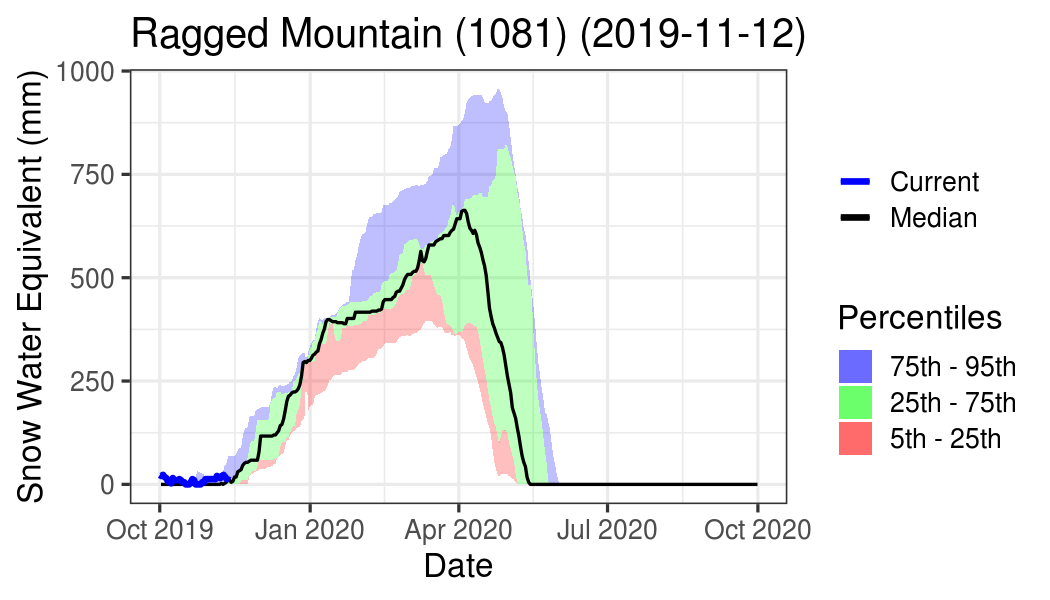 Ragged Mountain (1081) (2019-11-12)
Snow Water Equivalent (mm)
1000
750
500
250
0
Oct 2019 Jan 2020 Apr 2020 Jul 2020 Oct 2020
Date
Current
Median
Percentiles
75th - 95th
25th - 75th
5th - 25th